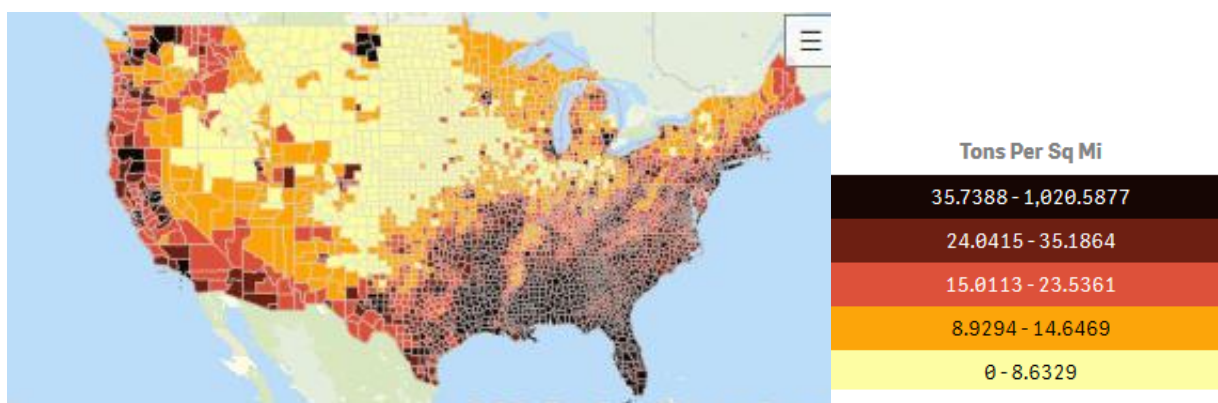 Tons Per Sq Mi
35.7388 - 1,020.5877
24.0415 - 35.1864
15.0113 - 23.5361
8.9294 - 14.6469
0 - 8.6329